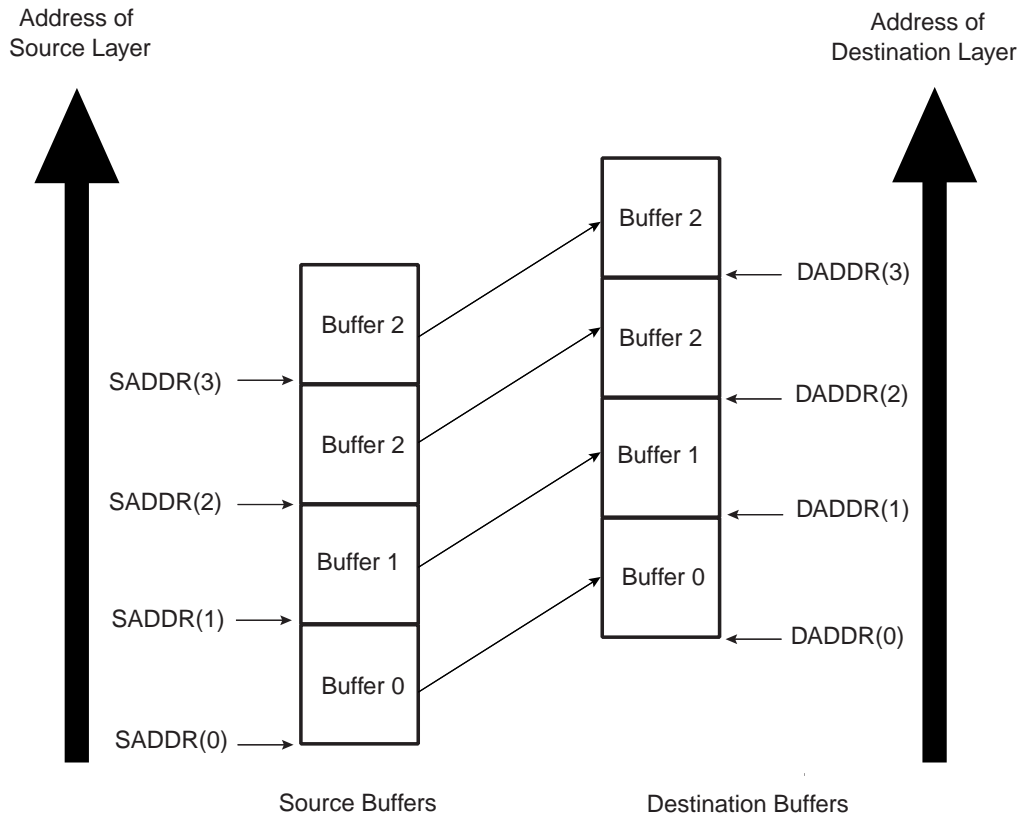 Address of
Source Layer
Address of
Destination Layer
Buffer 2
DADDR(3)
Buffer 2
Buffer 2
SADDR(3)
DADDR(2)
Buffer 2
Buffer 1
SADDR(2)
DADDR(1)
Buffer 1
Buffer 0
SADDR(1)
DADDR(0)
Buffer 0
SADDR(0)
Source Buffers
Destination Buffers